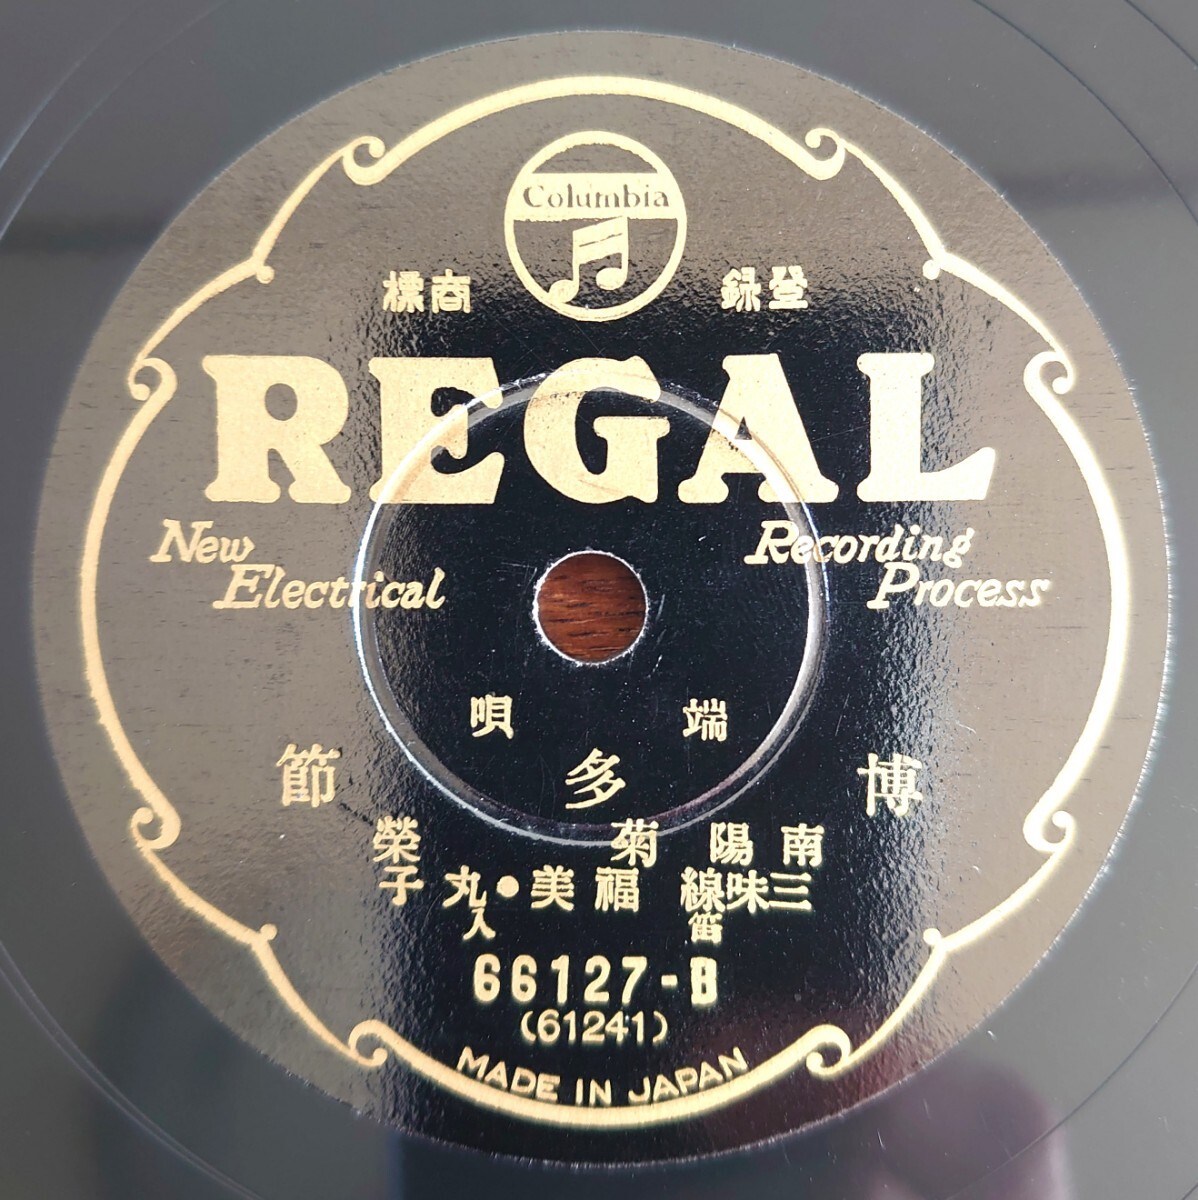 Columbia
登録商標
REGAL
New Electrical Recording Process
端唄
博多節
南陽菊榮
三味線 福美・丸子
笛入
66127-B
(61241)
MADE IN JAPAN